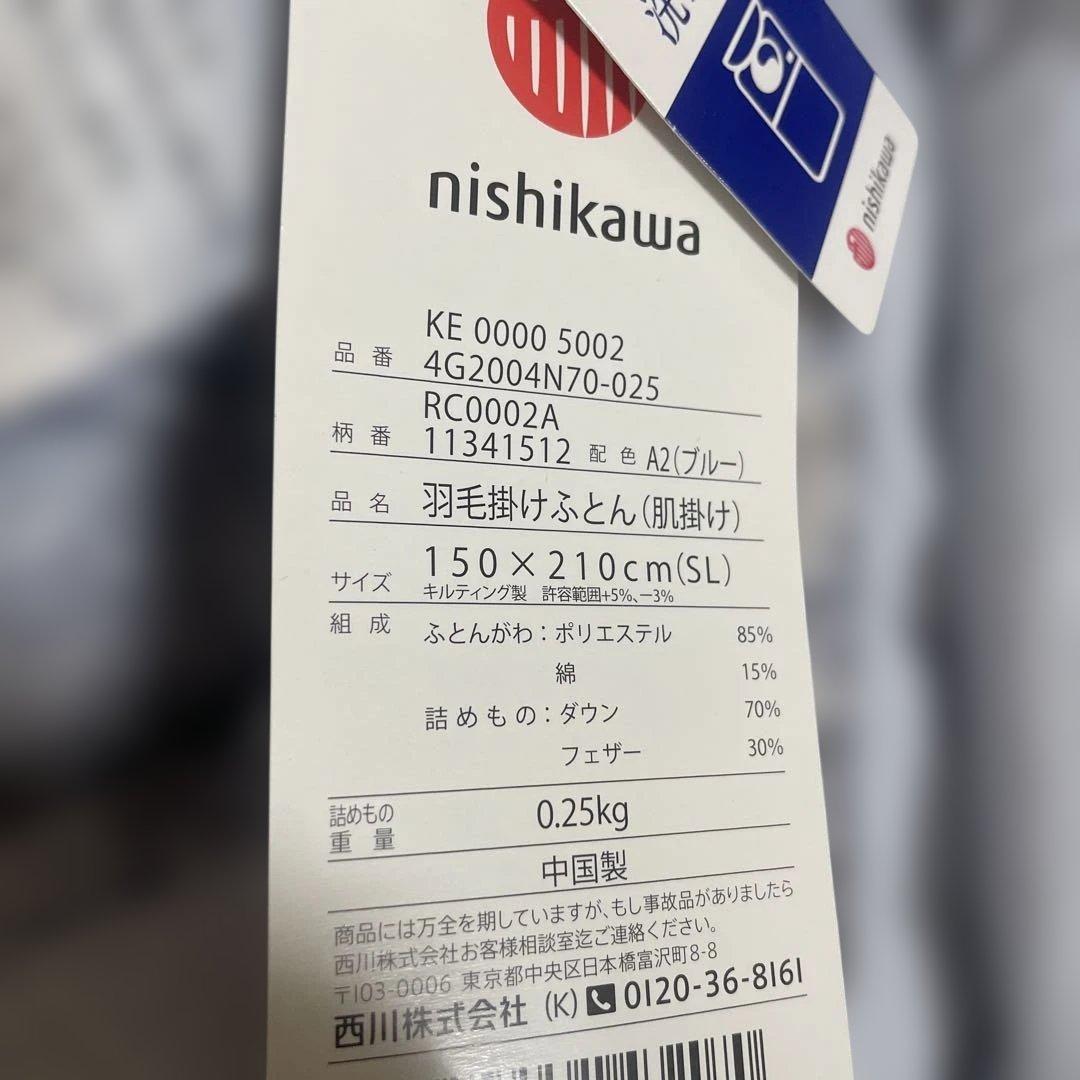 洗
nishikawa
nishikawa
KE 0000 5002
品番 4G2004N70-025
RC0002A
柄番 11341512 配色 A2(ブルー)
品名 羽毛掛けふとん(肌掛け)
サイズ 150×210cm(SL)
キルティング製 許容範囲+5%、−3%
組成 ふとんがわ:ポリエステル 85%
綿 15%
詰めもの:ダウン 70%
フェザー 30%
詰めもの重量 0.25kg
中国製
商品には万全を期していますが、もし事故品がありましたら
西川株式会社お客様相談室迄ご連絡ください。
〒103-0006 東京都中央区日本橋富沢町8-8
西川株式会社 (K) 0120-36-8161